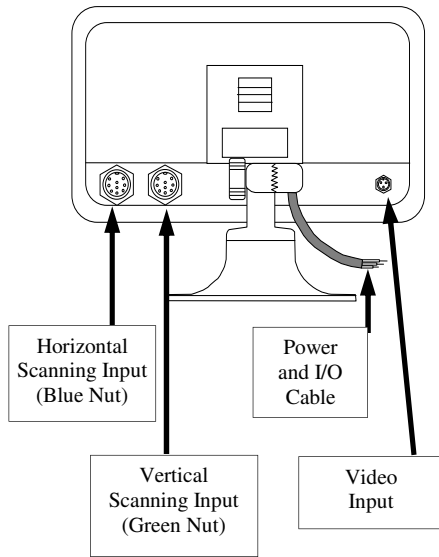 Horizontal
Scanning Input
(Blue Nut)
Power
and I/O
Cable
Vertical
Scanning Input
(Green Nut)
Video
Input